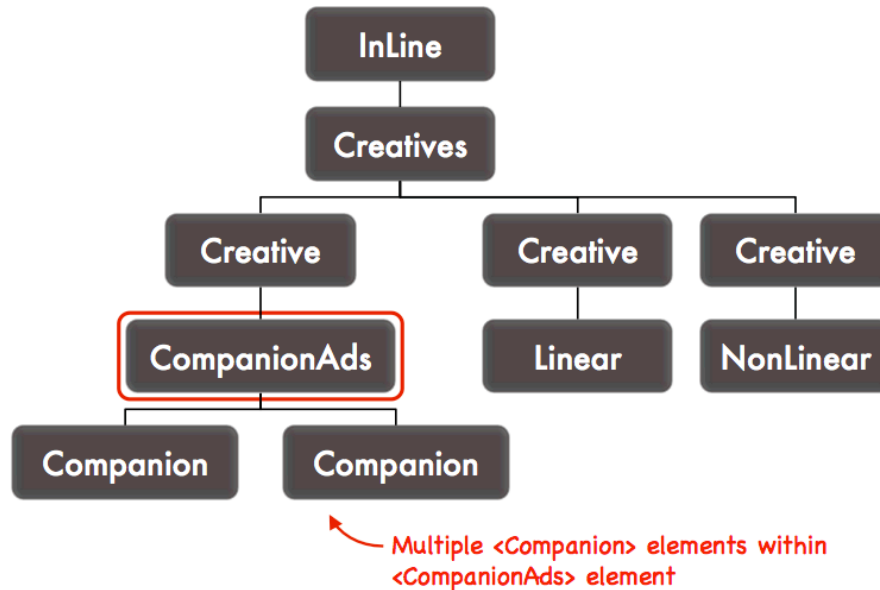 InLine
Creatives
Creative
Creative
Creative
CompanionAds
Linear
NonLinear
Companion
Companion
Multiple <Companion> elements within
<CompanionAds> element